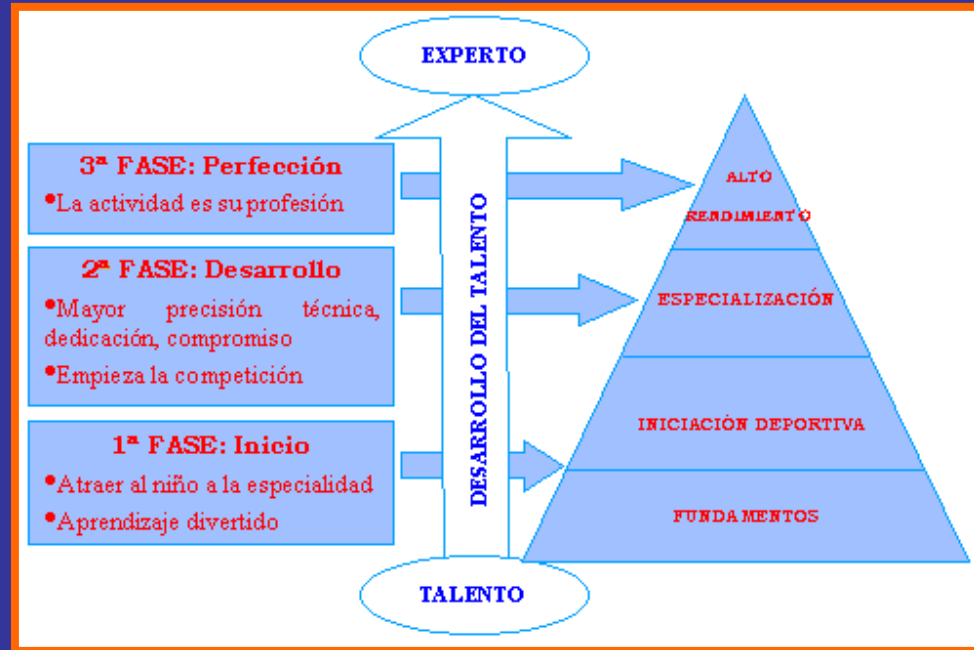 EXPERTO
3ª FASE: Perfección
•La actividad es su profesión
2ª FASE: Desarrollo
•Mayor precisión técnica,
dedicación, compromiso
•Empieza la competición
1ª FASE: Inicio
•Atraer al niño a la especialidad
•Aprendizaje divertido
DESARROLLO DEL TALENTO
TALENTO
ALTO
RENDIMIENTO
ESPECIALIZACIÓN
INICIACIÓN DEPORTIVA
FUNDAMENTOS